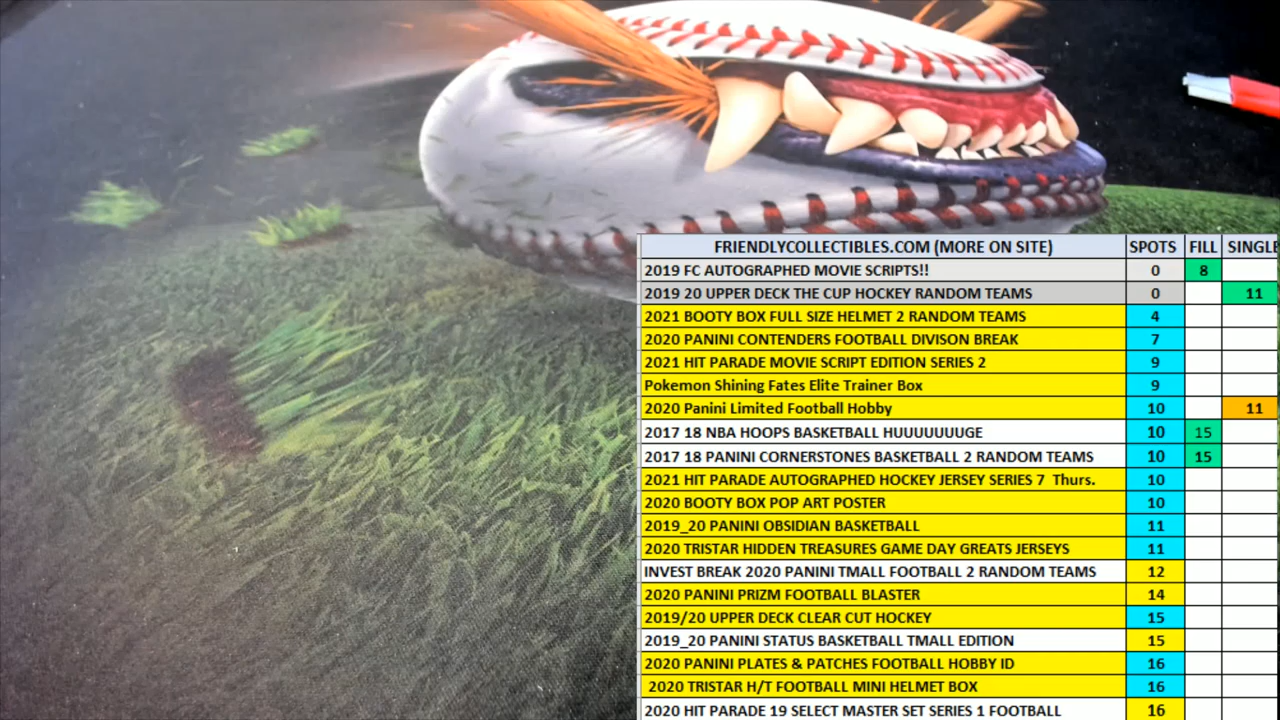 FRIENDLYCOLLECTIBLES.COM (MORE ON SITE) SPOTS FILL SINGLE
2019 FC AUTOGRAPHED MOVIE SCRIPTS!! 0 8
2019 20 UPPER DECK THE CUP HOCKEY RANDOM TEAMS 0 11
2021 BOOTY BOX FULL SIZE HELMET 2 RANDOM TEAMS 4
2020 PANINI CONTENDERS FOOTBALL DIVISON BREAK 7
2021 HIT PARADE MOVIE SCRIPT EDITION SERIES 2 9
Pokemon Shining Fates Elite Trainer Box 9
2020 Panini Limited Football Hobby 10 11
2017 18 NBA HOOPS BASKETBALL HUUUUUUUGE 10 15
2017 18 PANINI CORNERSTONES BASKETBALL 2 RANDOM TEAMS 10 15
2021 HIT PARADE AUTOGRAPHED HOCKEY JERSEY SERIES 7 Thurs. 10
2020 BOOTY BOX POP ART POSTER 10
2019_20 PANINI OBSIDIAN BASKETBALL 11
2020 TRISTAR HIDDEN TREASURES GAME DAY GREATS JERSEYS 11
INVEST BREAK 2020 PANINI TMALL FOOTBALL 2 RANDOM TEAMS 12
2020 PANINI PRIZM FOOTBALL BLASTER 14
2019/20 UPPER DECK CLEAR CUT HOCKEY 15
2019_20 PANINI STATUS BASKETBALL TMALL EDITION 15
2020 PANINI PLATES & PATCHES FOOTBALL HOBBY ID 16
2020 TRISTAR H/T FOOTBALL MINI HELMET BOX 16
2020 HIT PARADE 19 SELECT MASTER SET SERIES 1 FOOTBALL 16